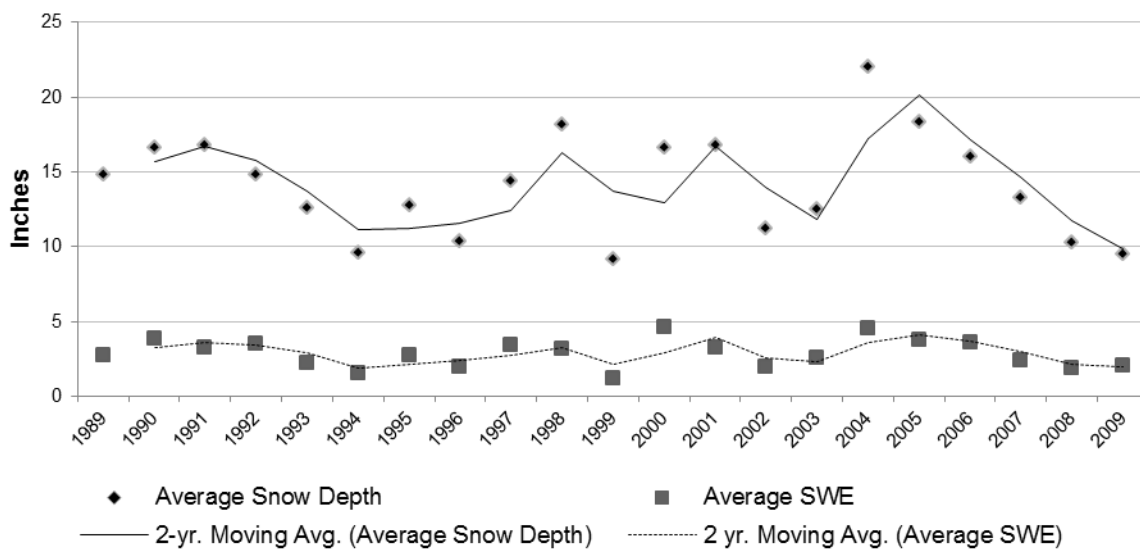 25
20
15
10
5
0
Inches
1989 1990 1991 1992 1993 1994 1995 1996 1997 1998 1999 2000 2001 2002 2003 2004 2005 2006 2007 2008 2009
Average Snow Depth Average SWE
2-yr. Moving Avg. (Average Snow Depth) 2 yr. Moving Avg. (Average SWE)